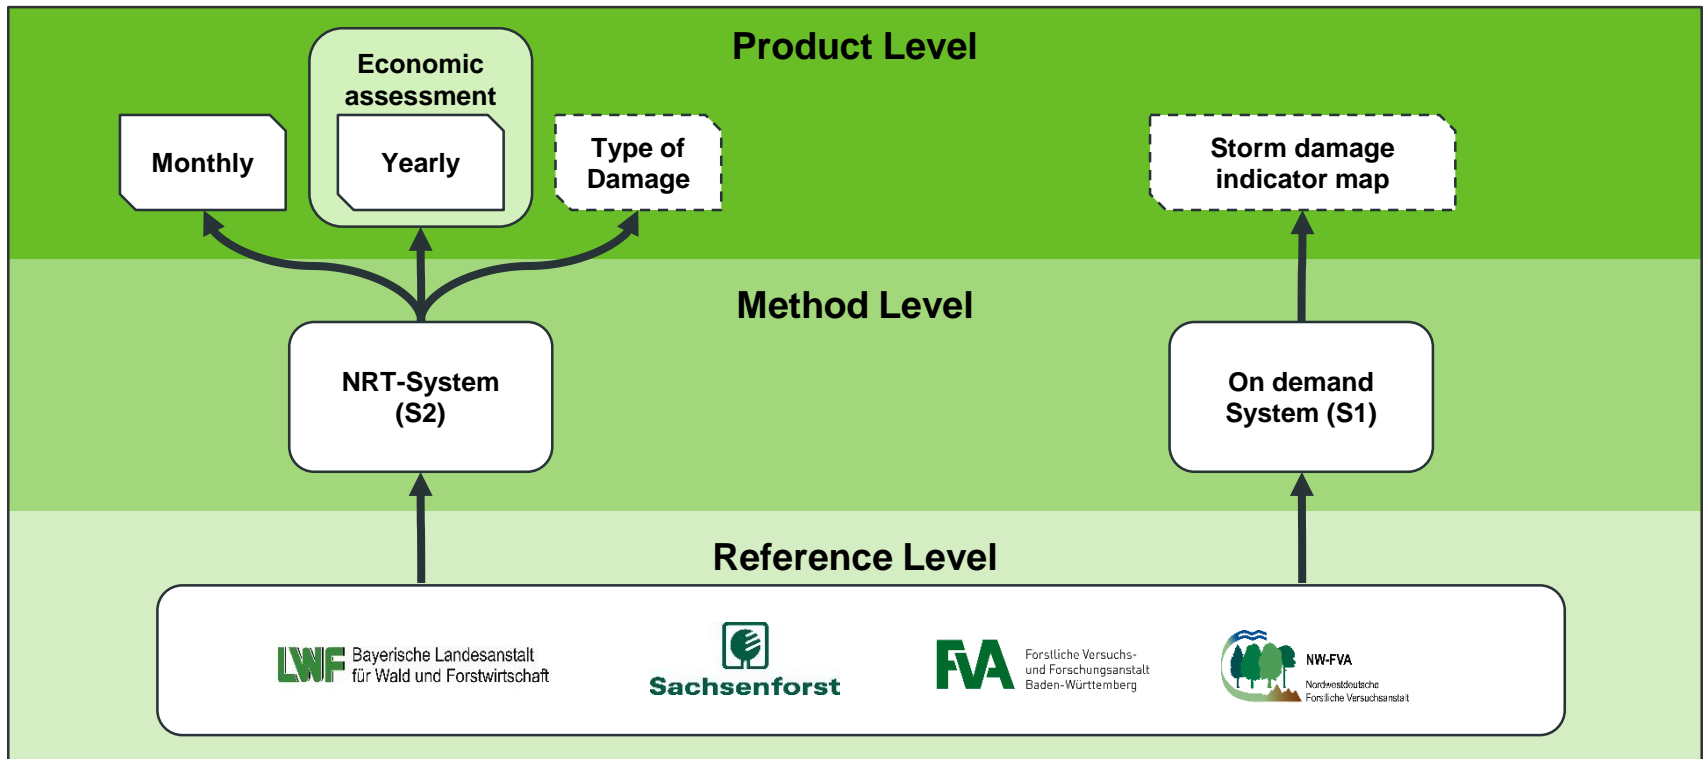 Product Level
Economic
assessment
Monthly
Yearly
Type of
Damage
Storm damage
indicator map
Method Level
NRT-System
(S2)
On demand
System (S1)
Reference Level
LWF
Bayerische Landesanstalt
für Wald und Forstwirtschaft
Sachsenforst
FVA
Forstliche Versuchs-
und Forschungsanstalt
Baden-Württemberg
NW-FVA
Nordwestdeutsche
Forstliche Versuchsanstalt